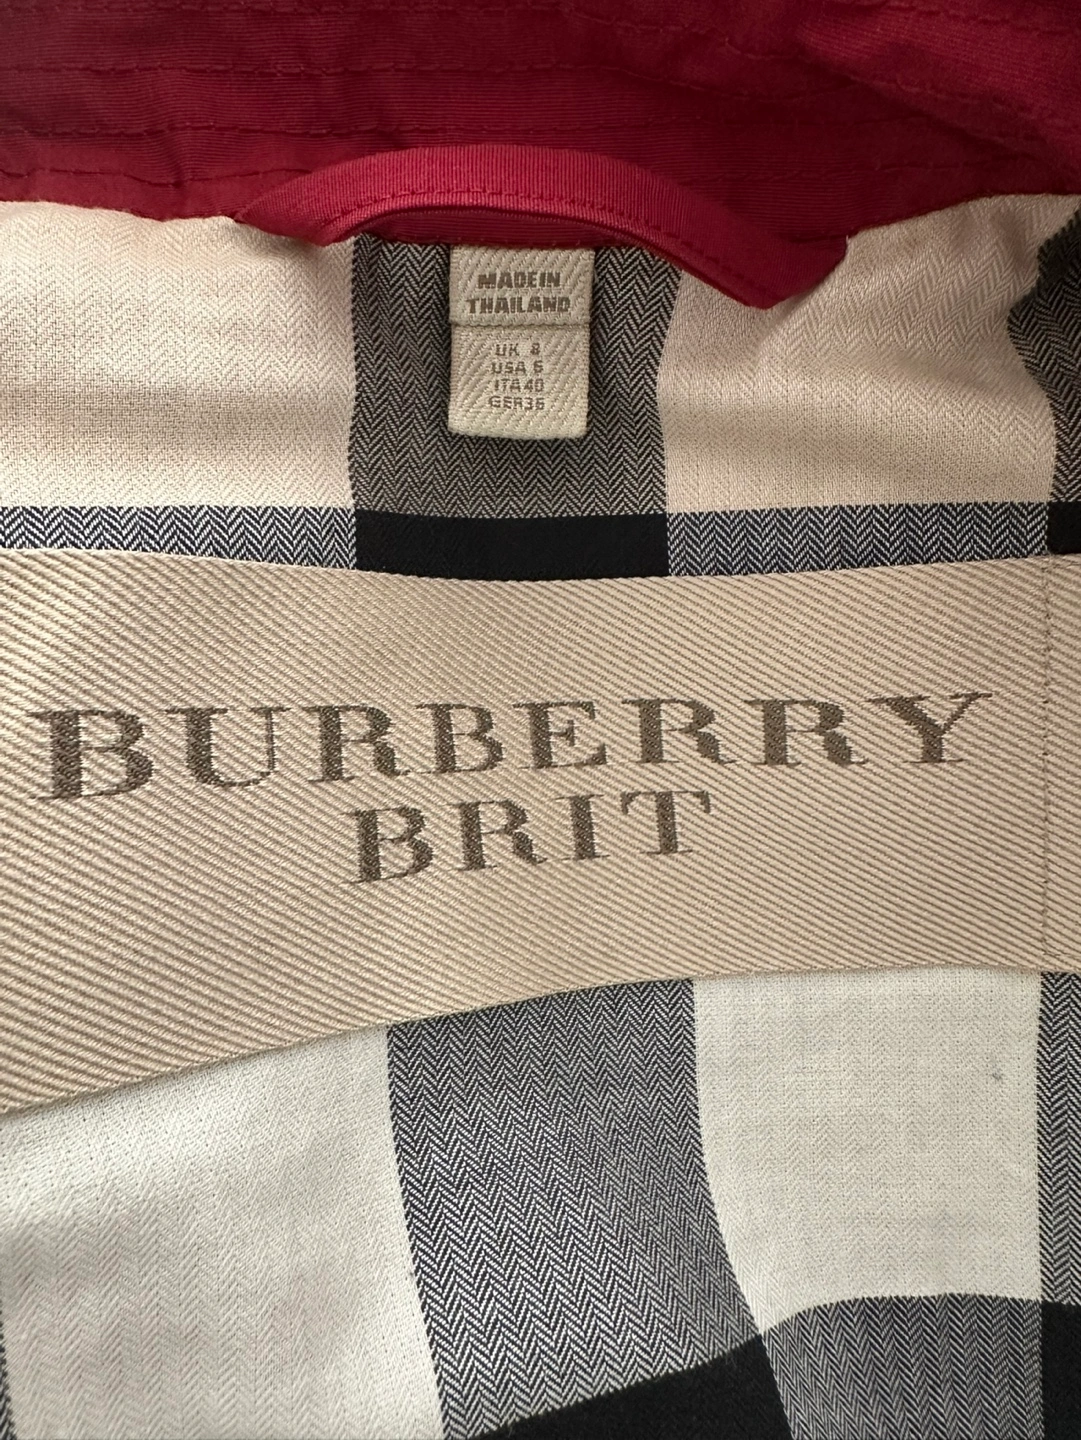 MADE IN
THAILAND
UK 8
USA 6
ITA 40
GER 36
BURBERRY
BRIT